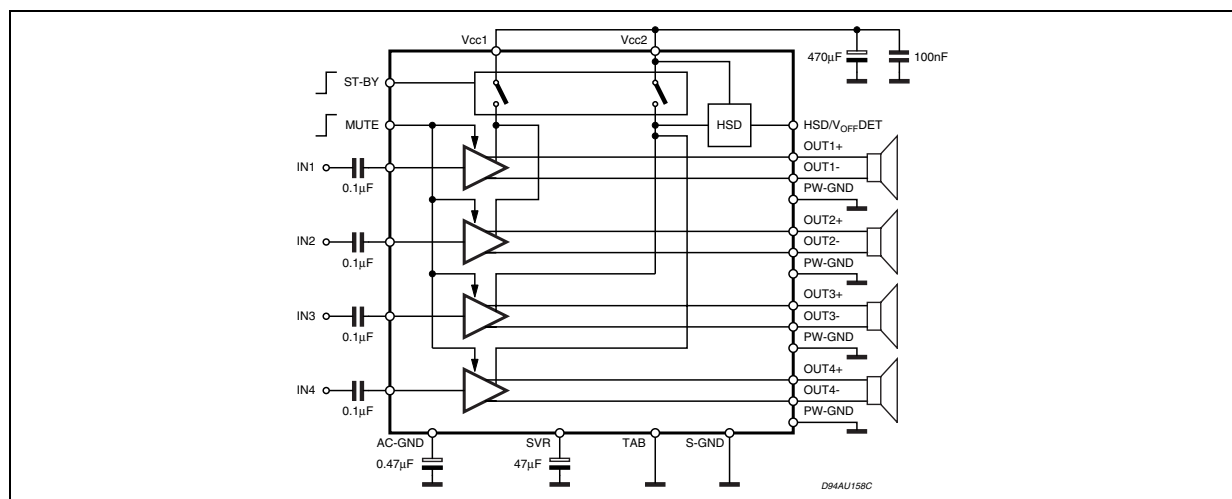 Vcc1
Vcc2
470µF
100nF
ST-BY
MUTE
HSD
HSD/VOFFDET
IN1
0.1µF
OUT1+
OUT1-
PW-GND
IN2
0.1µF
OUT2+
OUT2-
PW-GND
IN3
0.1µF
OUT3+
OUT3-
PW-GND
IN4
0.1µF
OUT4+
OUT4-
PW-GND
AC-GND
0.47µF
SVR
47µF
TAB
S-GND
D94AU158C